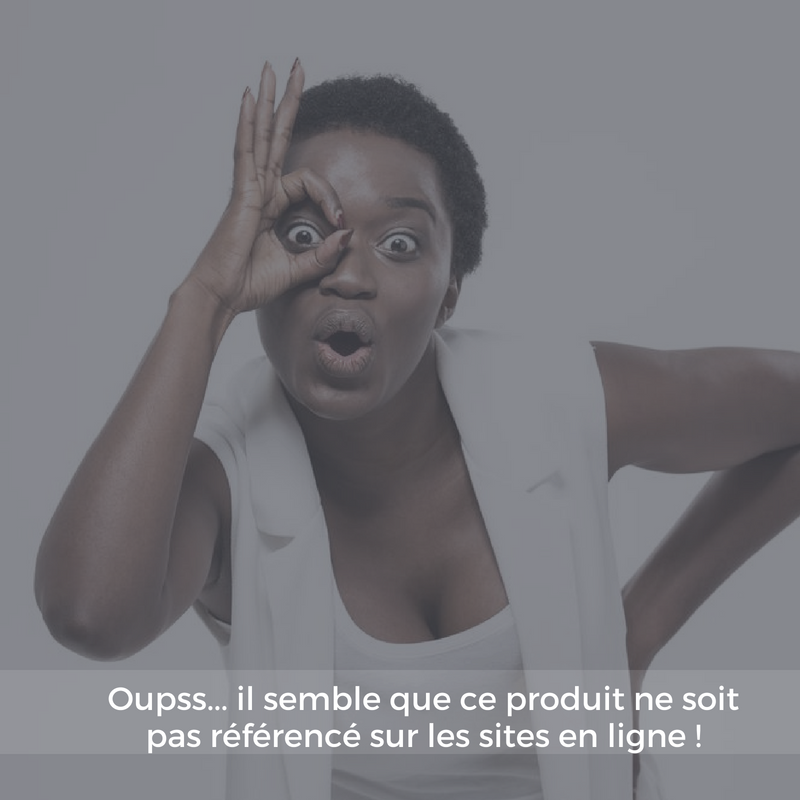 Oupss... il semble que ce produit ne soit
pas référencé sur les sites en ligne !